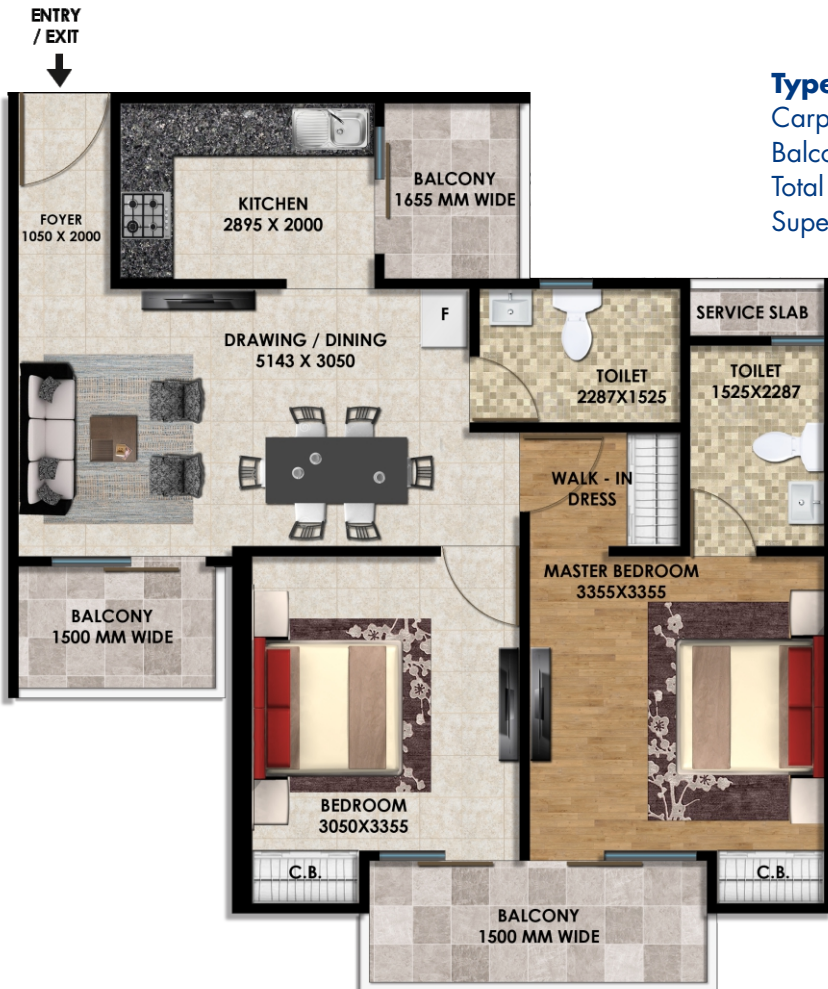 ENTRY
/ EXIT
Type
Carp
Balco
Total
Supe
FOYER
1050 X 2000
KITCHEN
2895 X 2000
BALCONY
1655 MM WIDE
DRAWING / DINING
5143 X 3050
F
TOILET
2287X1525
SERVICE SLAB
TOILET
1525X2287
WALK - IN
DRESS
MASTER BEDROOM
3355X3355
BALCONY
1500 MM WIDE
BEDROOM
3050X3355
C.B.
C.B.
BALCONY
1500 MM WIDE